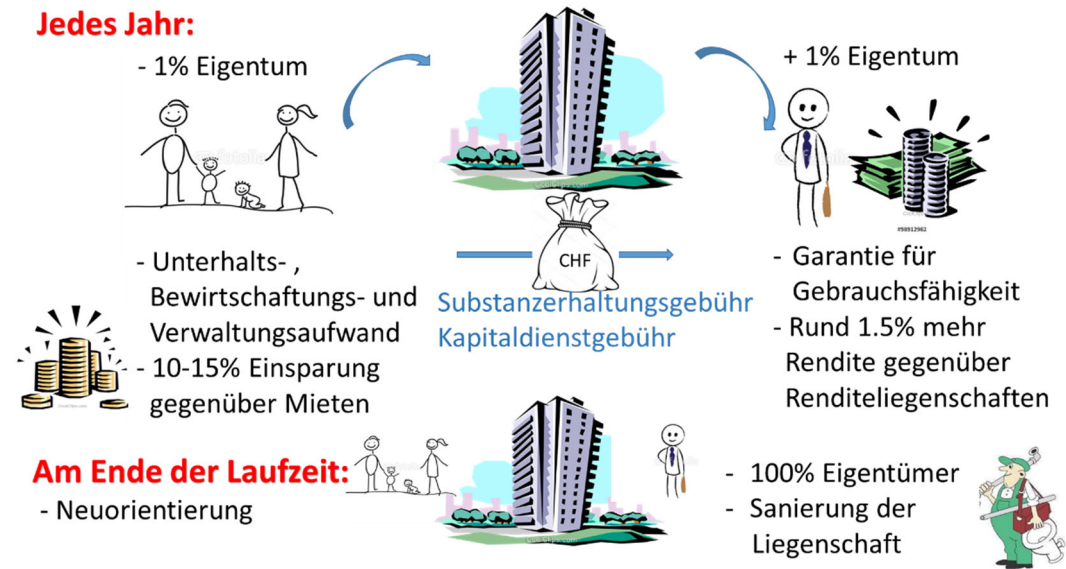 Jedes Jahr:
- 1% Eigentum
+ 1% Eigentum
fotolia
#98912962
CHF
Substanzerhaltungsgebühr
Kapitaldienstgebühr
- Unterhalts- ,
Bewirtschaftungs- und
Verwaltungsaufwand
- 10-15% Einsparung
gegenüber Mieten
- Garantie für
Gebrauchsfähigkeit
- Rund 1.5% mehr
Rendite gegenüber
Renditeliegenschaften
Am Ende der Laufzeit:
- Neuorientierung
- 100% Eigentümer
- Sanierung der
Liegenschaft